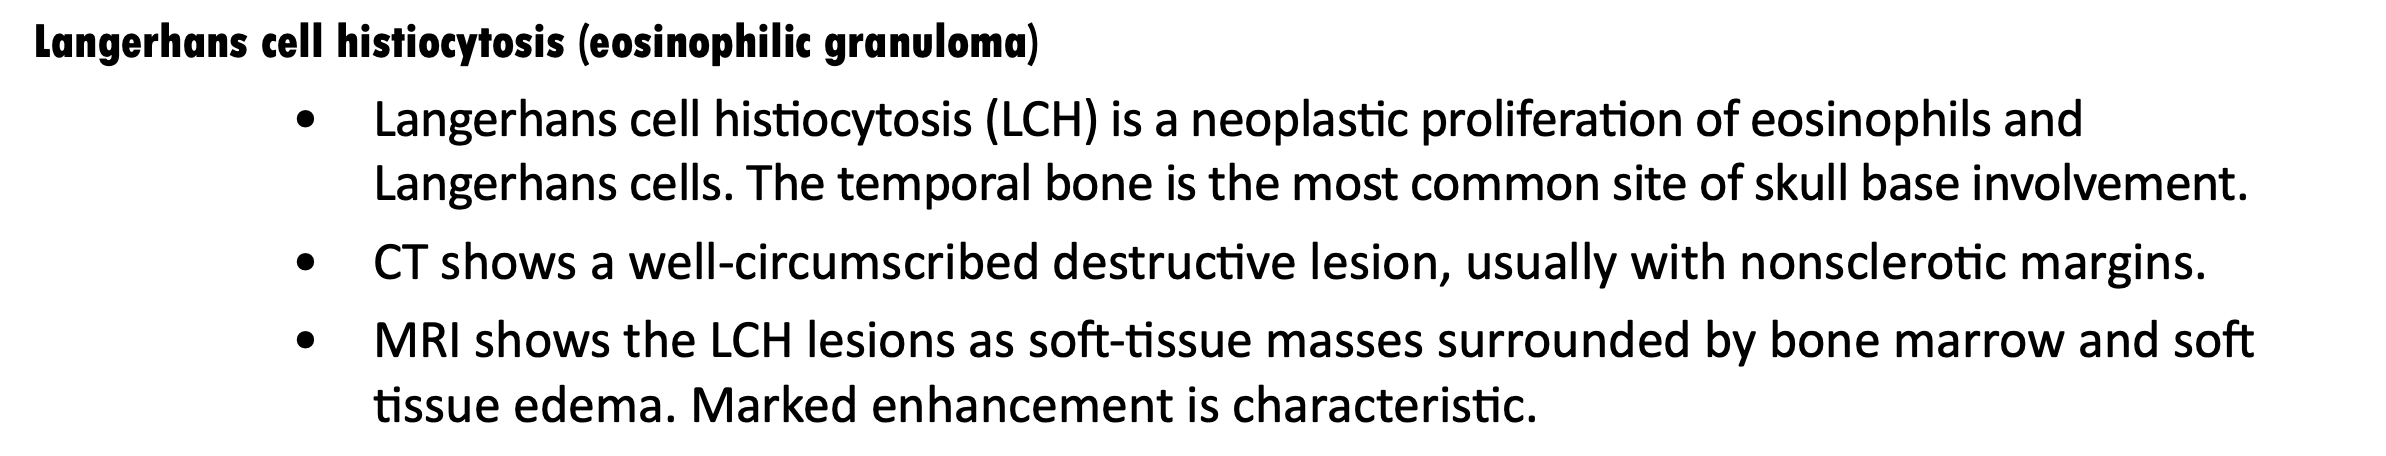 Langerhans cell histiocytosis (eosinophilic granuloma)
• Langerhans cell histiocytosis (LCH) is a neoplastic proliferation of eosinophils and
Langerhans cells. The temporal bone is the most common site of skull base involvement.
• CT shows a well-circumscribed destructive lesion, usually with nonsclerotic margins.
• MRI shows the LCH lesions as soft-tissue masses surrounded by bone marrow and soft
tissue edema. Marked enhancement is characteristic.